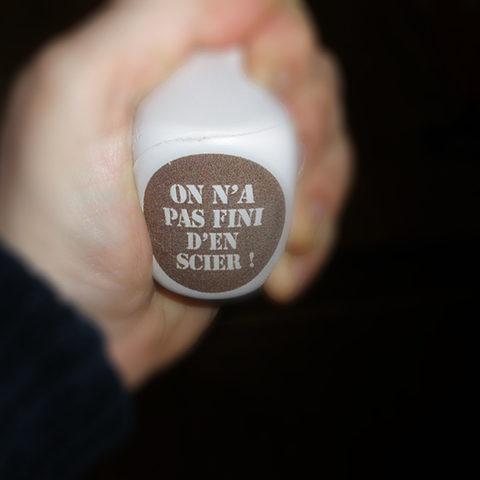 ON N'A
PAS FINI
D'EN
SCIER !